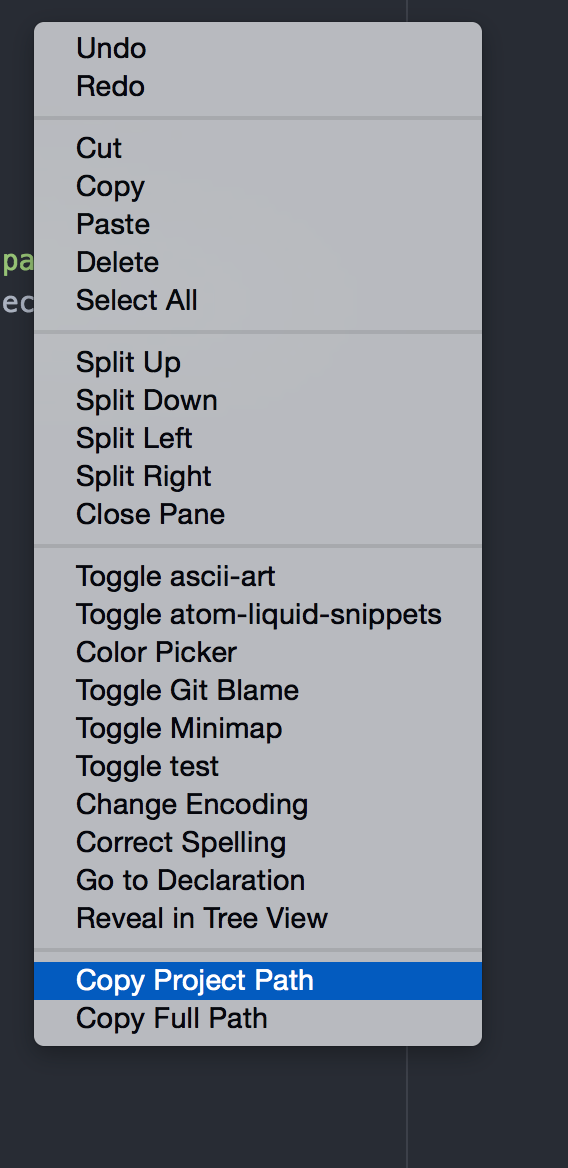 Undo
Redo
Cut
Copy
Paste
pa
Delete
Select All
ec
Split Up
Split Down
Split Left
Split Right
Close Pane
Toggle ascii-art
Toggle atom-liquid-snippets
Color Picker
Toggle Git Blame
Toggle Minimap
Toggle test
Change Encoding
Correct Spelling
Go to Declaration
Reveal in Tree View
Copy Project Path
Copy Full Path